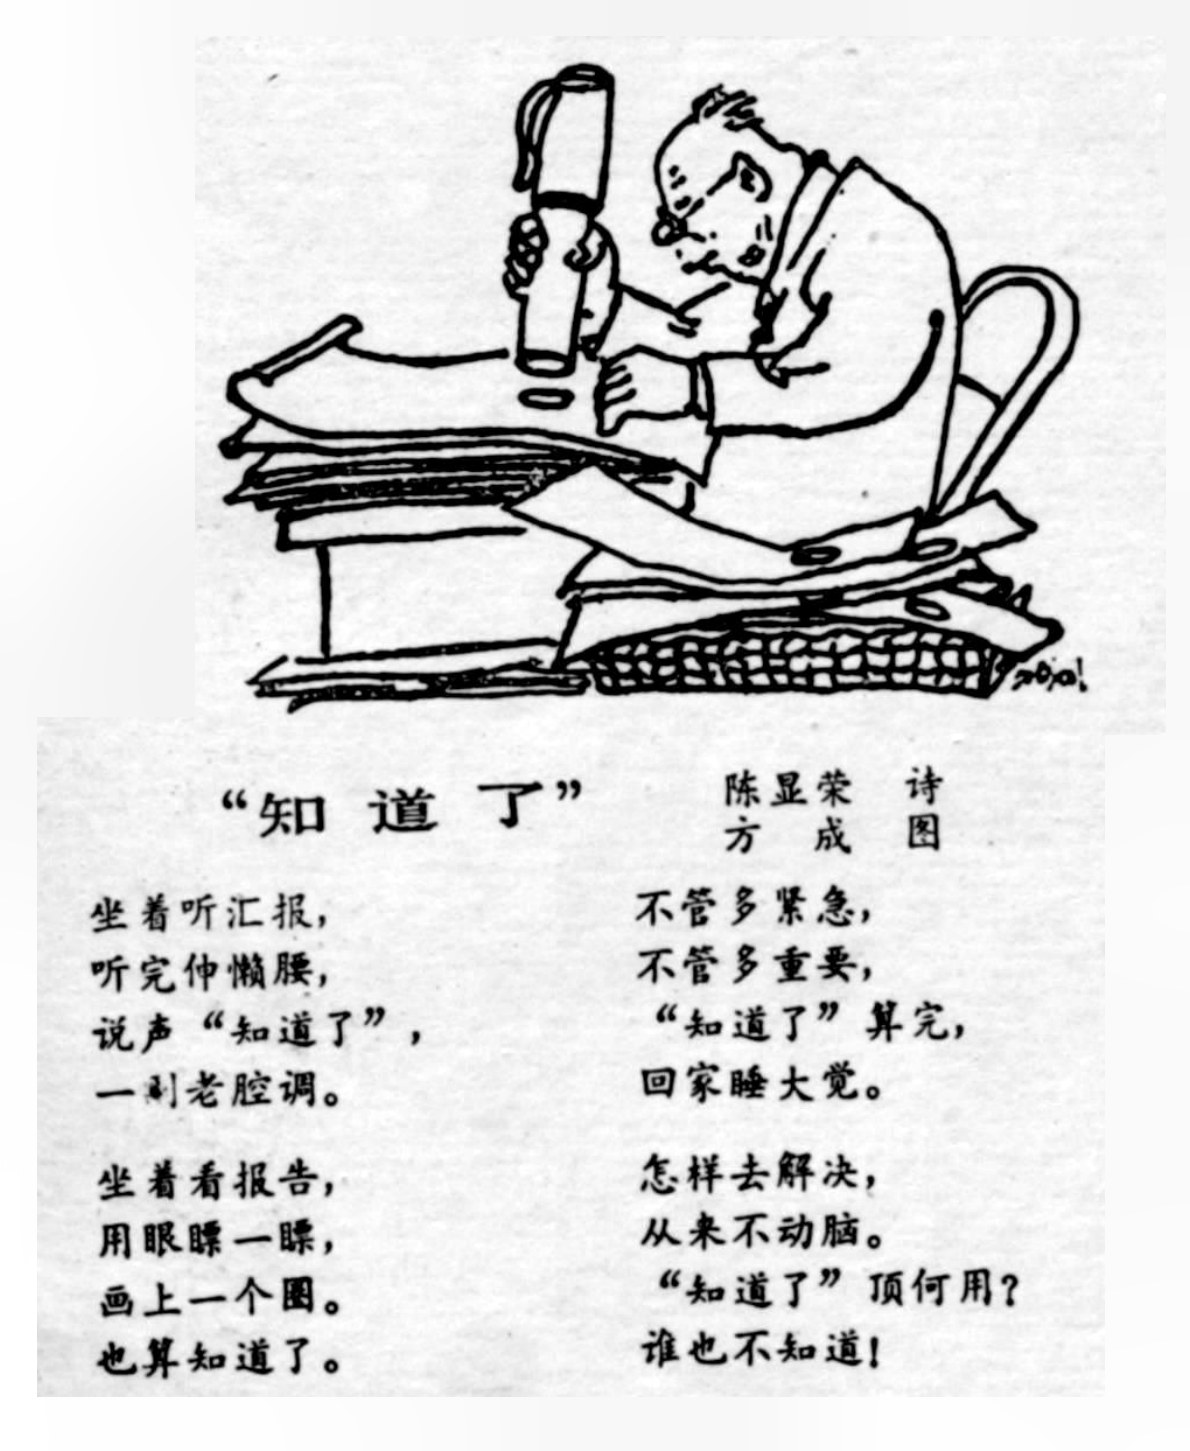 “知道了”
陈显荣 诗
方 成 图
坐着听汇报，
听完伸懒腰，
说声“知道了”，
一副老腔调。
坐着看报告，
用眼瞟一瞟，
画上一个圈。
也算知道了。
不管多紧急，
不管多重要，
“知道了”算完，
回家睡大觉。
怎样去解决，
从来不动脑。
“知道了”顶何用？
谁也不知道！